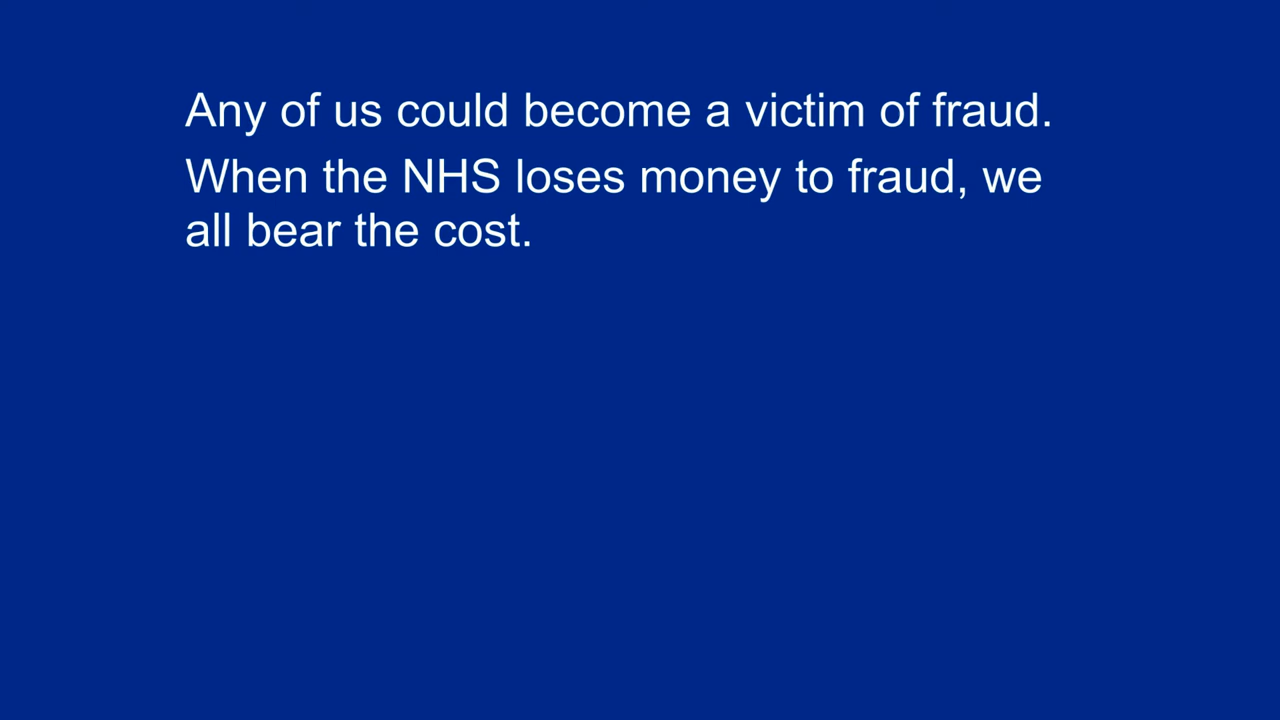 Any of us could become a victim of fraud.
When the NHS loses money to fraud, we
all bear the cost.